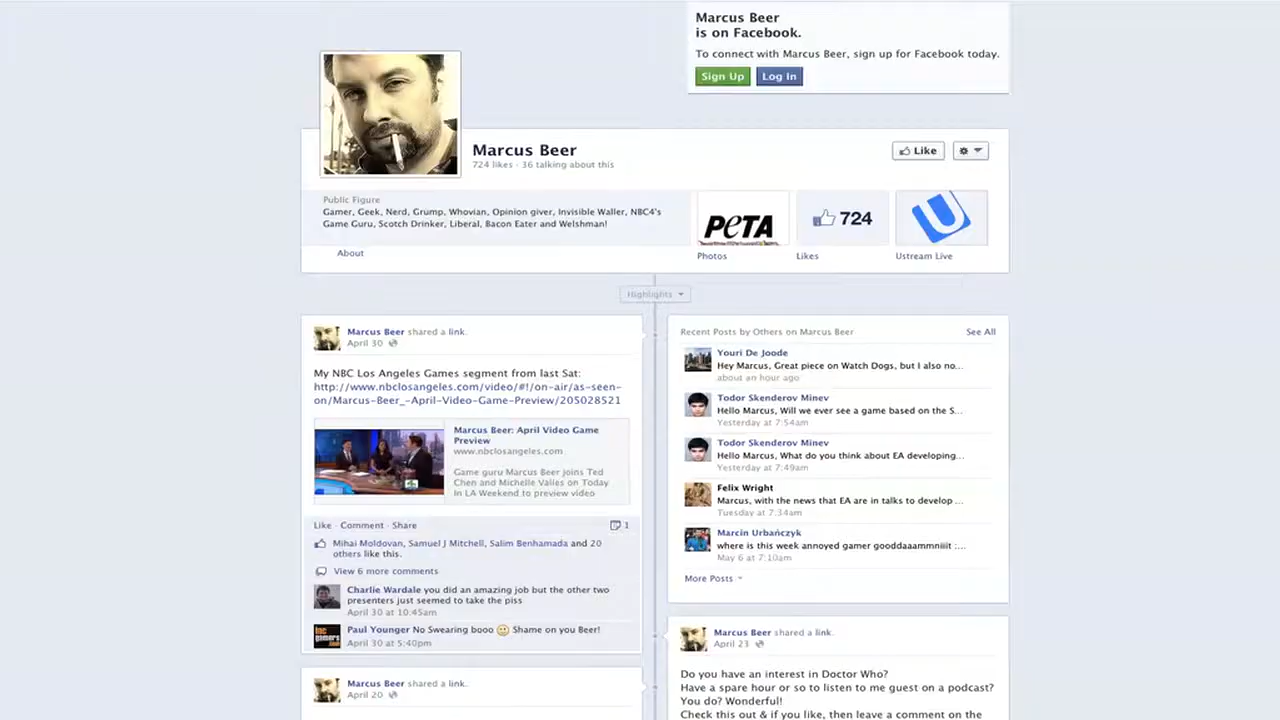 Marcus Beer
is on Facebook.
To connect with Marcus Beer, sign up for Facebook today.
Sign Up
Log In
Marcus Beer
724 likes · 36 talking about this
Like
Public Figure
Gamer, Geek, Nerd, Grump, Whovian, Opinion giver, Invisible Waller, NBC4's
Game Guru, Scotch Drinker, Liberal, Bacon Eater and Welshman!
About
PeTA
Photos
724
Likes
Ustream Live
Highlights
Marcus Beer shared a link.
April 30
My NBC Los Angeles Games segment from last Sat:
http://www.nbclosangeles.com/video/#!/on-air/as-seen-
on/Marcus-Beer_-April-Video-Game-Preview/205028521
Marcus Beer: April Video Game
Preview
www.nbclosangeles.com
Game guru Marcus Beer joins Ted
Chen and Michelle Valles on Today
In LA Weekend to preview video
Like · Comment · Share
1
Mihai Moldovan, Samuel J Mitchell, Salim Benhamada and 20
others like this.
View 6 more comments
Charlie Wardale you did an amazing job but the other two
presenters just seemed to take the piss
April 30 at 10:45am
Paul Younger No Swearing booo 🙂 Shame on you Beer!
April 30 at 5:40pm
Marcus Beer shared a link.
April 20
Recent Posts by Others on Marcus Beer
See All
Youri De Joode
Hey Marcus, Great piece on Watch Dogs, but I also no...
about an hour ago
Todor Skenderov Minev
Hello Marcus, Will we ever see a game based on the S...
Yesterday at 7:54am
Todor Skenderov Minev
Hello Marcus, What do you think about EA developing...
Yesterday at 7:49am
Felix Wright
Marcus, with the news that EA are in talks to develop ...
Tuesday at 7:34am
Marcin Urbańczyk
where is this week annoyed gamer gooddaaammniiit :...
May 6 at 7:10am
More Posts
Marcus Beer shared a link.
April 23
Do you have an interest in Doctor Who?
Have a spare hour or so to listen to me guest on a podcast?
You do? Wonderful!
Check this out & if you like, then leave a comment on the